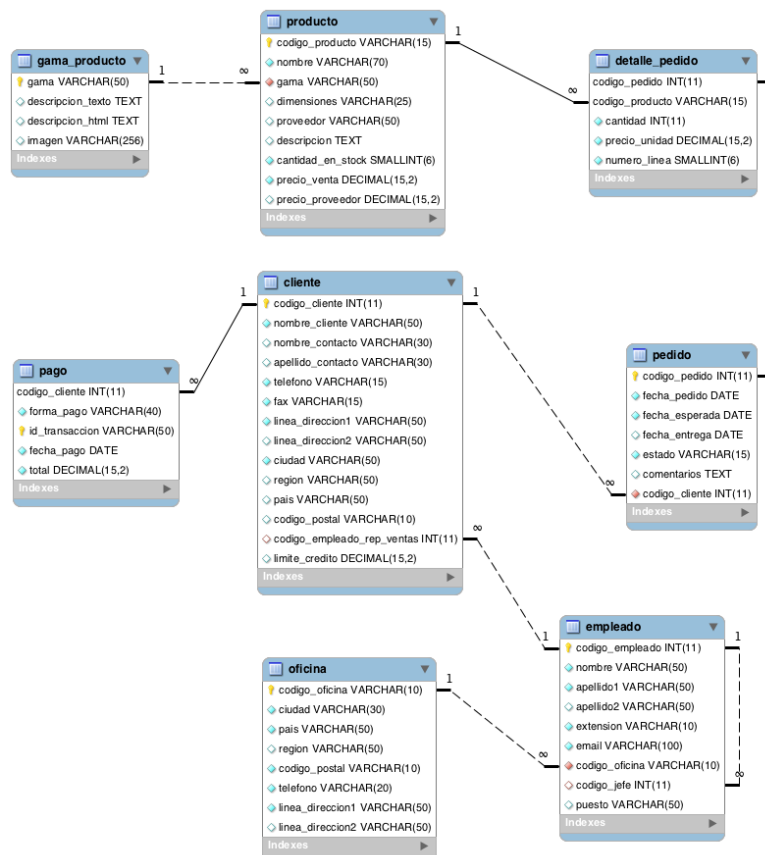 producto
codigo_producto VARCHAR(15)
nombre VARCHAR(70)
gama VARCHAR(50)
dimensiones VARCHAR(25)
proveedor VARCHAR(50)
descripcion TEXT
cantidad_en_stock SMALLINT(6)
precio_venta DECIMAL(15,2)
precio_proveedor DECIMAL(15,2)
Indexes
gama_producto
gama VARCHAR(50)
descripcion_texto TEXT
descripcion_html TEXT
imagen VARCHAR(256)
Indexes
1
∞
1
∞
detalle_pedido
codigo_pedido INT(11)
codigo_producto VARCHAR(15)
cantidad INT(11)
precio_unidad DECIMAL(15,2)
numero_linea SMALLINT(6)
Indexes
cliente
codigo_cliente INT(11)
nombre_cliente VARCHAR(50)
nombre_contacto VARCHAR(30)
apellido_contacto VARCHAR(30)
telefono VARCHAR(15)
fax VARCHAR(15)
linea_direccion1 VARCHAR(50)
linea_direccion2 VARCHAR(50)
ciudad VARCHAR(50)
region VARCHAR(50)
pais VARCHAR(50)
codigo_postal VARCHAR(10)
codigo_empleado_rep_ventas INT(11)
limite_credito DECIMAL(15,2)
Indexes
1
∞
pago
codigo_cliente INT(11)
forma_pago VARCHAR(40)
id_transaccion VARCHAR(50)
fecha_pago DATE
total DECIMAL(15,2)
Indexes
1
∞
pedido
codigo_pedido INT(11)
fecha_pedido DATE
fecha_esperada DATE
fecha_entrega DATE
estado VARCHAR(15)
comentarios TEXT
codigo_cliente INT(11)
Indexes
∞
1
empleado
codigo_empleado INT(11)
nombre VARCHAR(50)
apellido1 VARCHAR(50)
apellido2 VARCHAR(50)
extension VARCHAR(10)
email VARCHAR(100)
codigo_oficina VARCHAR(10)
codigo_jefe INT(11)
puesto VARCHAR(50)
Indexes
1
∞
oficina
codigo_oficina VARCHAR(10)
ciudad VARCHAR(30)
pais VARCHAR(50)
region VARCHAR(50)
codigo_postal VARCHAR(10)
telefono VARCHAR(20)
linea_direccion1 VARCHAR(50)
linea_direccion2 VARCHAR(50)
Indexes
1
∞